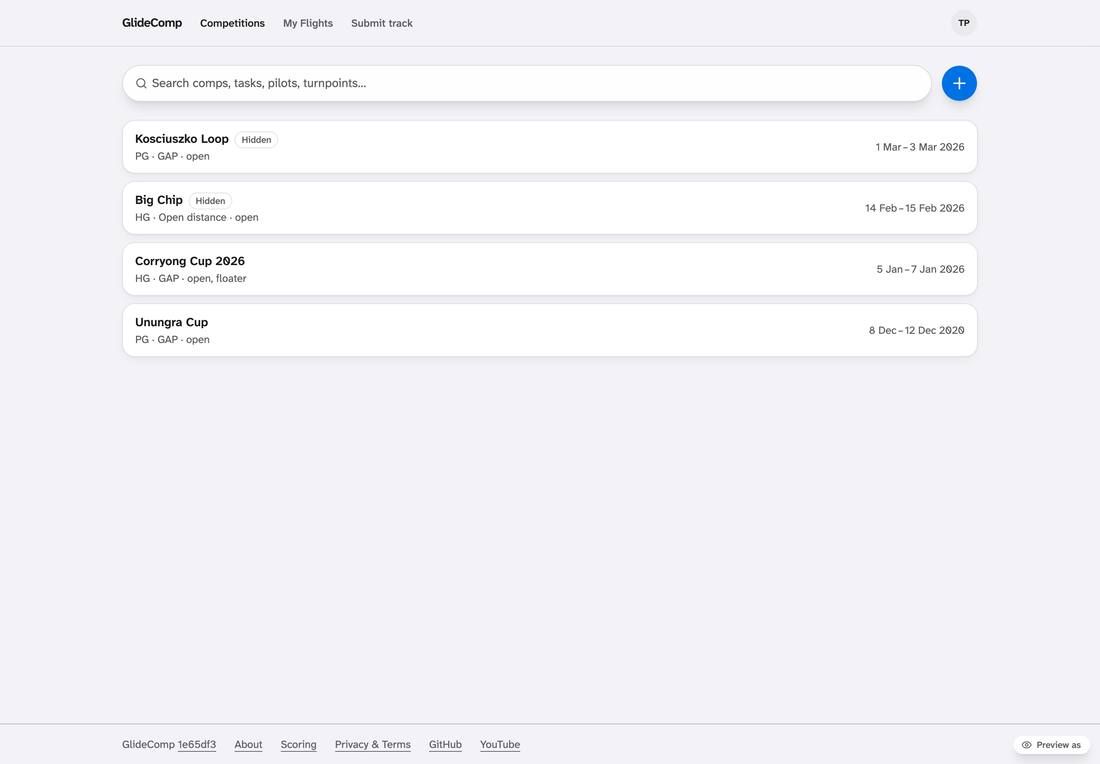 GlideComp Competitions My Flights Submit track TP
Search comps, tasks, pilots, turnpoints...
Kosciuszko Loop Hidden
PG · GAP · open
1 Mar – 3 Mar 2026
Big Chip Hidden
HG · Open distance · open
14 Feb – 15 Feb 2026
Corryong Cup 2026
HG · GAP · open, floater
5 Jan – 7 Jan 2026
Unungra Cup
PG · GAP · open
8 Dec – 12 Dec 2020
GlideComp 1e65df3 About Scoring Privacy & Terms GitHub YouTube Preview as